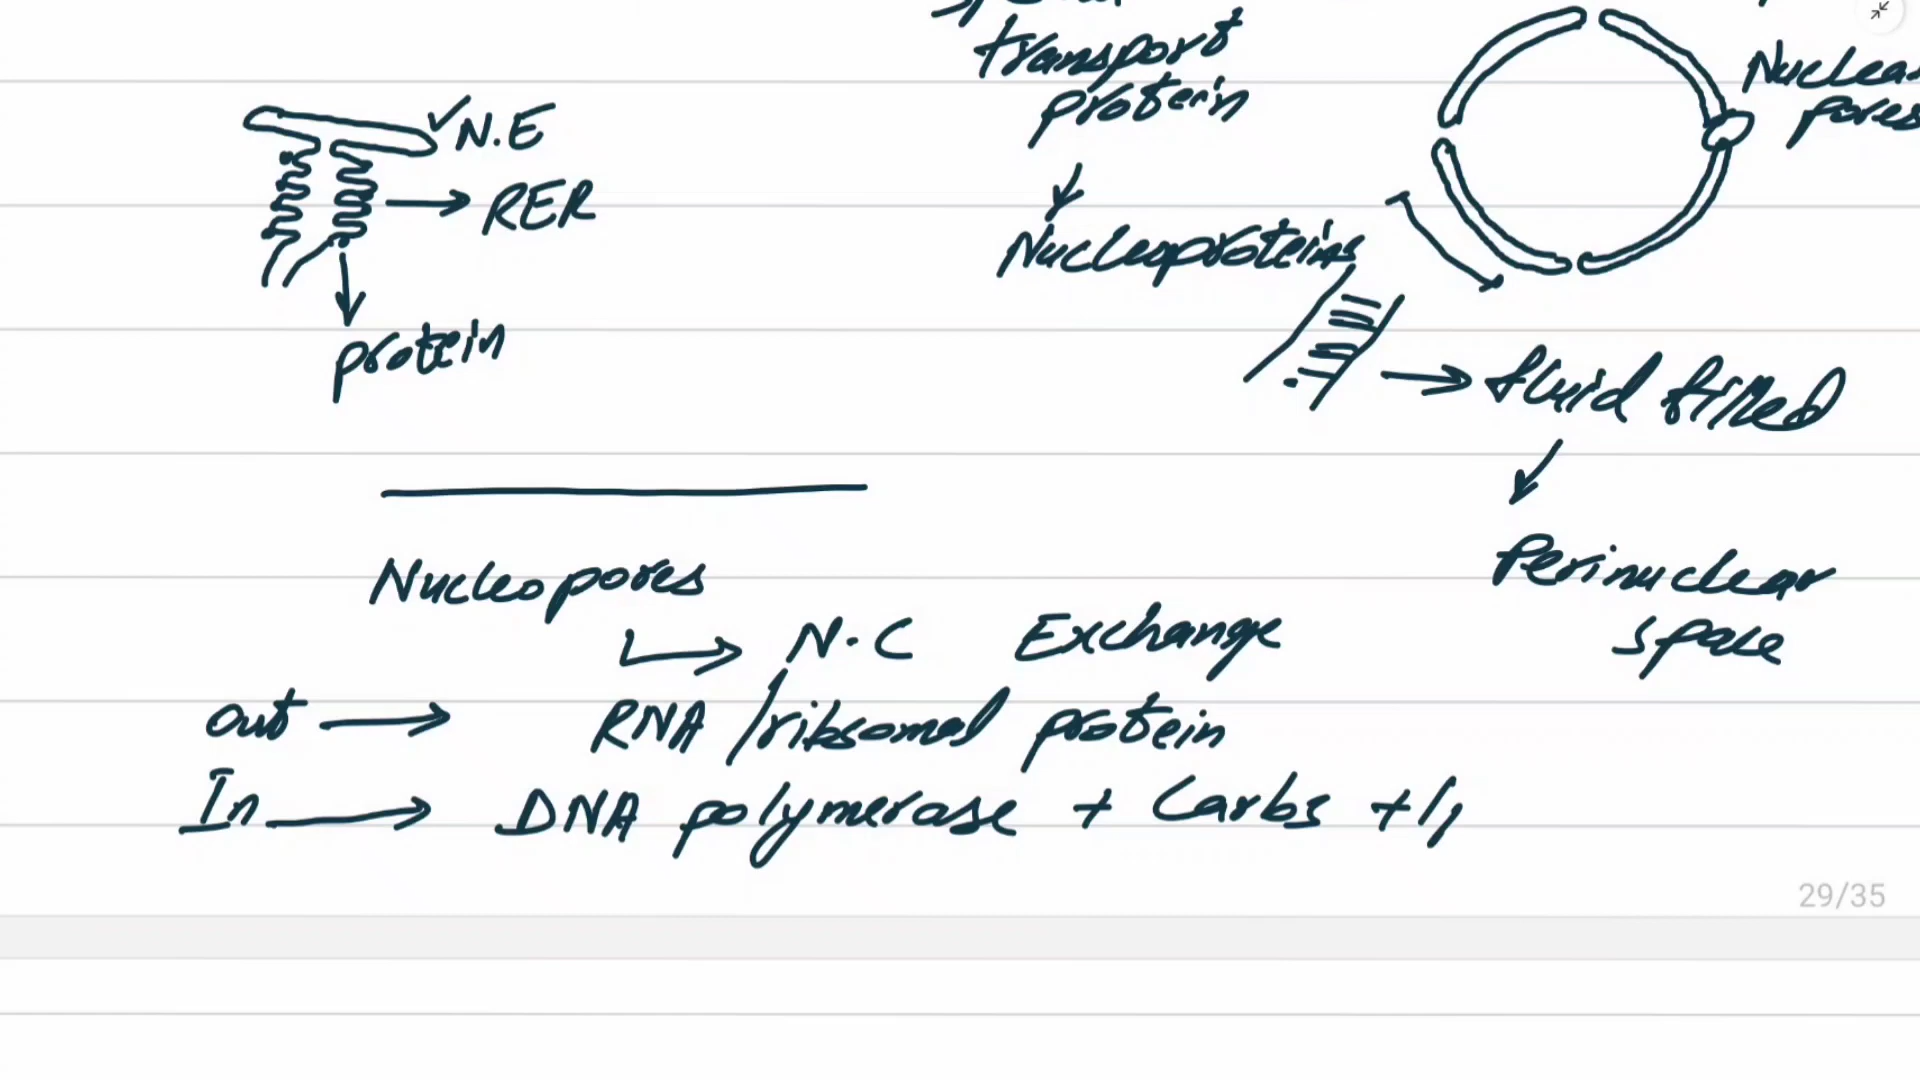 transport
protein
Nuclear
pores
✓N.E
→ RER
Nucleoproteins
protein
→ fluid filled
Perinuclear
space
Nucleopores
→ N.C Exchange
out → RNA /ribsomal protein
In → DNA polymerase + Carbs +
29/35